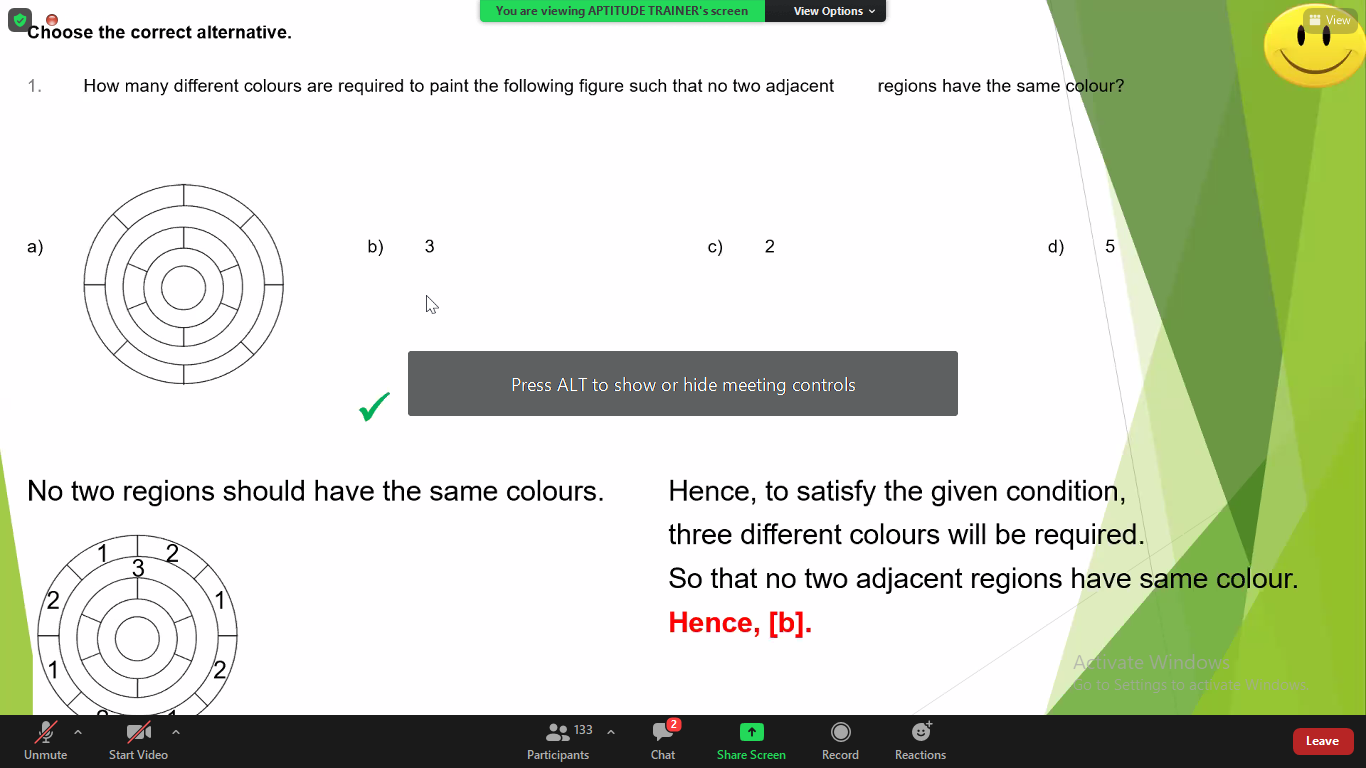 You are viewing APTITUDE TRAINER's screen View Options
View
Choose the correct alternative.
1. How many different colours are required to paint the following figure such that no two adjacent regions have the same colour?
a) b) 3 c) 2 d) 5
Press ALT to show or hide meeting controls
No two regions should have the same colours.
Hence, to satisfy the given condition,
three different colours will be required.
So that no two adjacent regions have same colour.
Hence, [b].
1 2
3
2 1
1 2
Activate Windows
Go to Settings to activate Windows.
Unmute Start Video Participants 133 Chat 2 Share Screen Record Reactions Leave